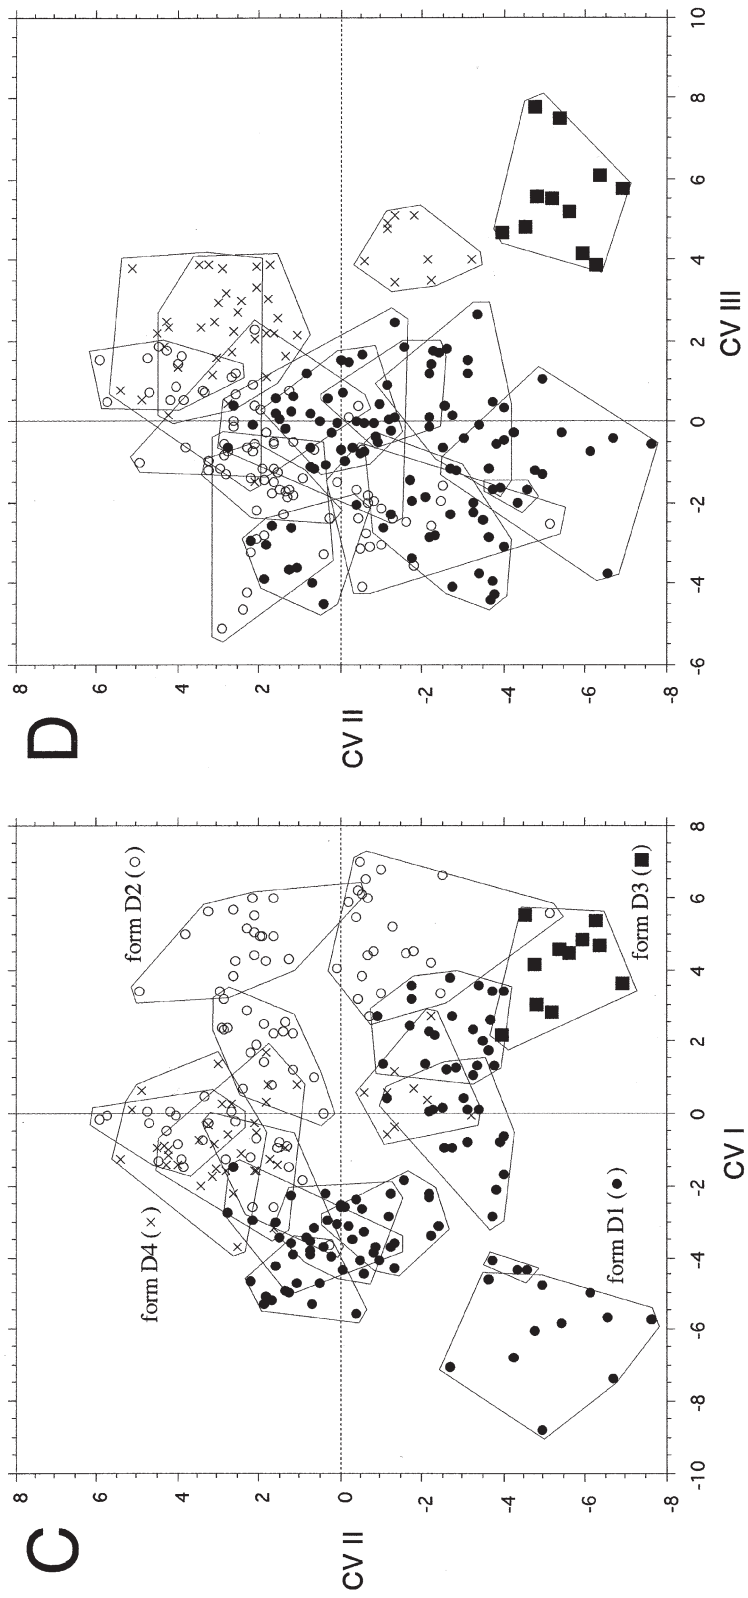 C
8
6
4
2
0
-2
-4
-6
-8
CV II
form D4 (×)
form D2 (○)
form D1 (●)
form D3 (■)
-10 -8 -6 -4 -2 0 2 4 6 8
CV I
D
8
6
4
2
-2
-4
-6
-8
CV II
-6 -4 -2 0 2 4 6 8 10
CV III